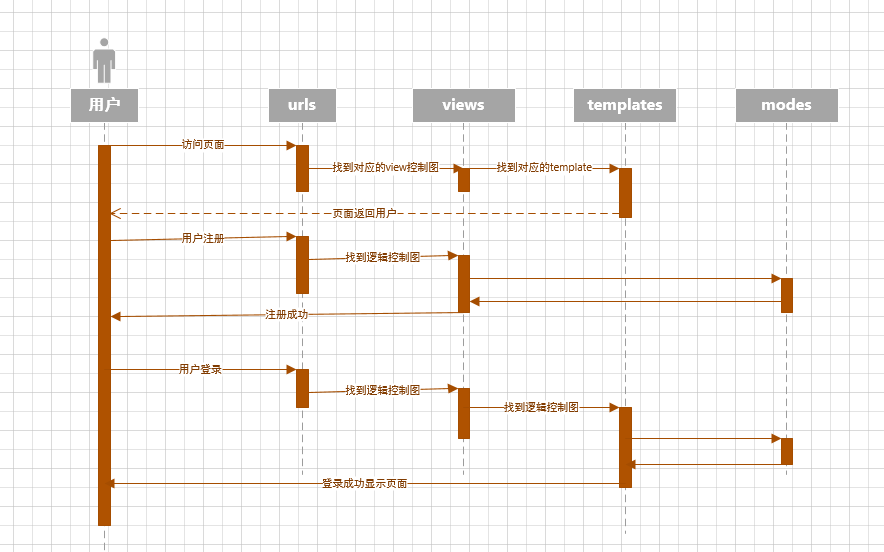 用户
urls
views
templates
modes
访问页面
找到对应的view控制图
找到对应的template
页面返回用户
用户注册
找到逻辑控制图
注册成功
用户登录
找到逻辑控制图
找到逻辑控制图
登录成功显示页面